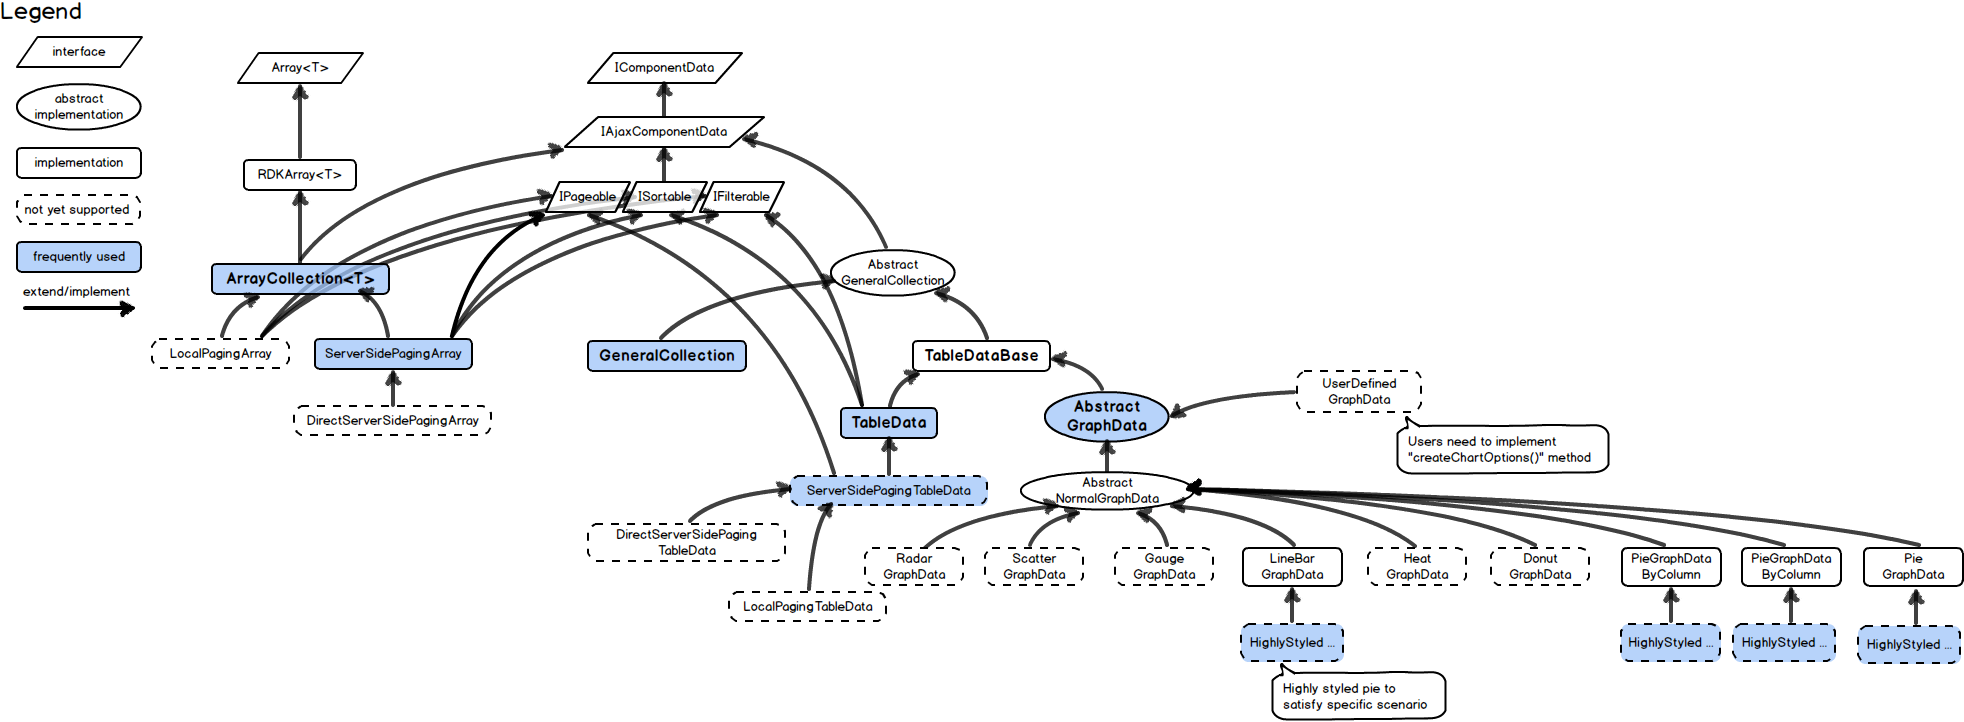 Legend
interface
abstract
implementation
implementation
not yet supported
frequently used
extend/implement
Array<T>
IComponentData
IAjaxComponentData
RDKArray<T>
IPageable
ISortable
IFilterable
Abstract
GeneralCollection
ArrayCollection<T>
LocalPagingArray
ServerSidePagingArray
GeneralCollection
TableDataBase
DirectServerSidePagingArray
TableData
Abstract
GraphData
UserDefined
GraphData
Users need to implement
"createChartOptions()" method
ServerSidePagingTableData
Abstract
NormalGraphData
DirectServerSidePaging
TableData
LocalPagingTableData
Radar
GraphData
Scatter
GraphData
Gauge
GraphData
LineBar
GraphData
Heat
GraphData
Donut
GraphData
PieGraphData
ByColumn
PieGraphData
ByColumn
Pie
GraphData
HighlyStyled ...
HighlyStyled ...
HighlyStyled ...
HighlyStyled ...
Highly styled pie to
satisfy specific scenario